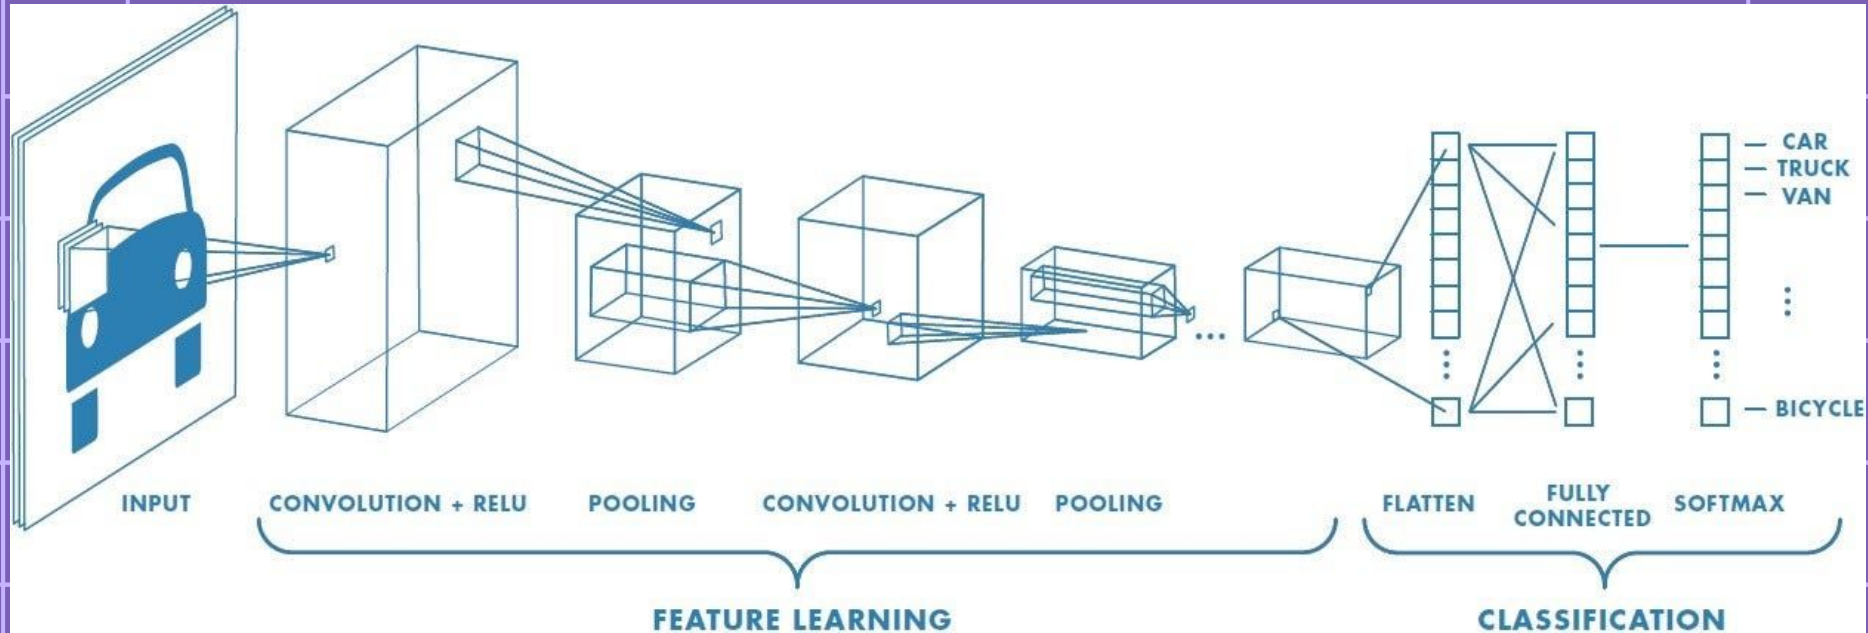 CAR
TRUCK
VAN
BICYCLE
INPUT
CONVOLUTION + RELU
POOLING
CONVOLUTION + RELU
POOLING
FLATTEN
FULLY
CONNECTED
SOFTMAX
FEATURE LEARNING
CLASSIFICATION